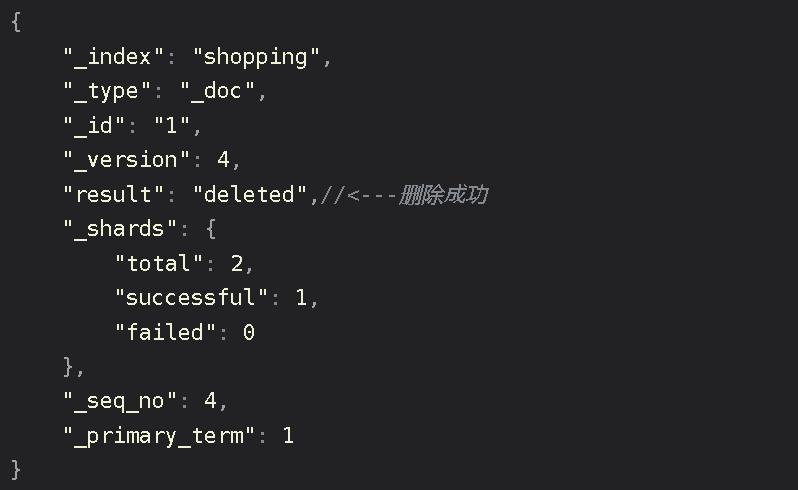 {
    "_index": "shopping",
    "_type": "_doc",
    "_id": "1",
    "_version": 4,
    "result": "deleted",//<---删除成功
    "_shards": {
        "total": 2,
        "successful": 1,
        "failed": 0
    },
    "_seq_no": 4,
    "_primary_term": 1
}